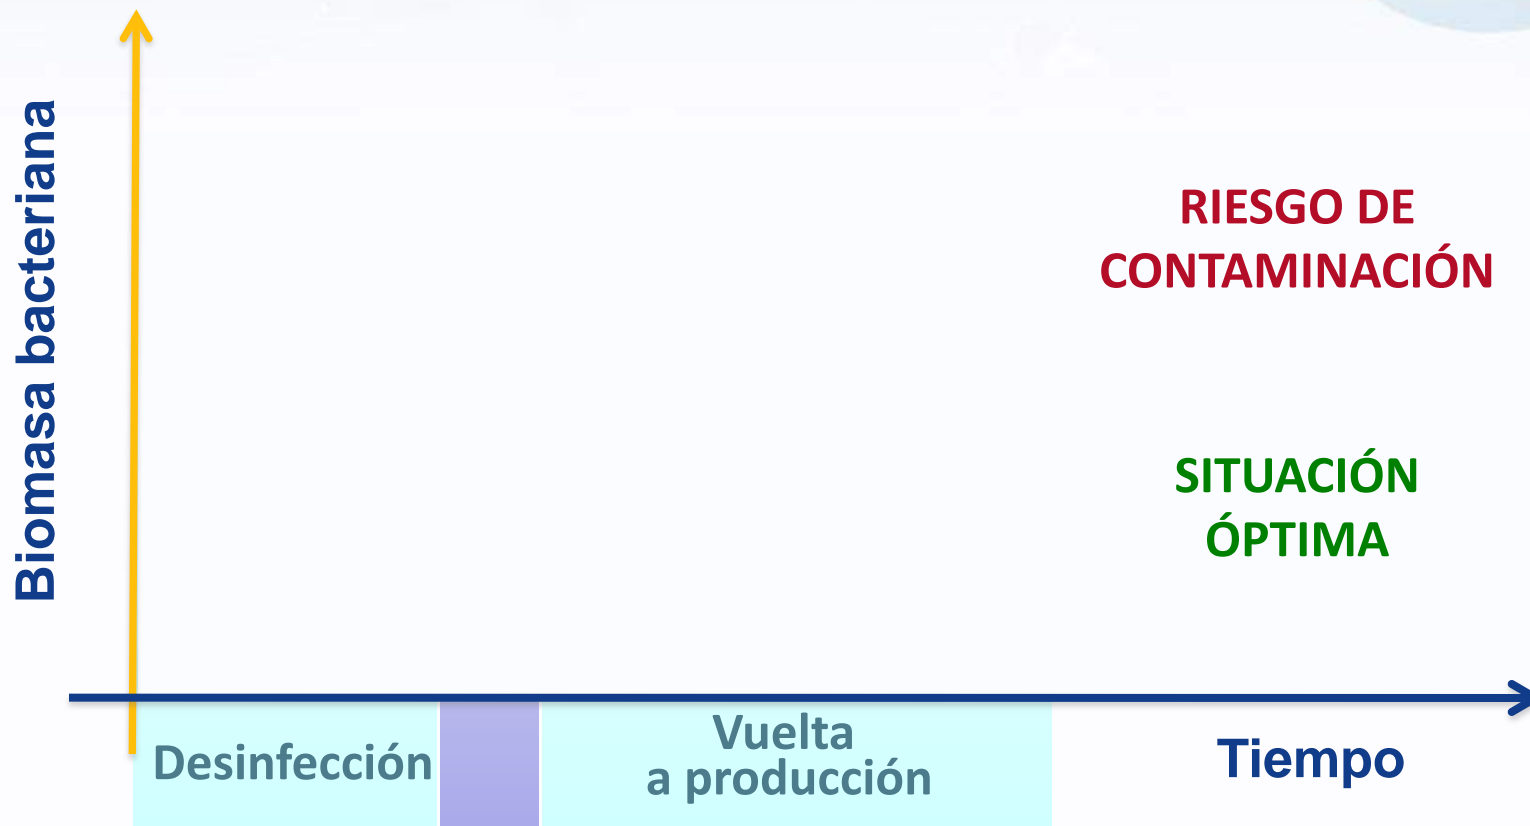 Biomasa bacteriana
RIESGO DE
CONTAMINACIÓN
SITUACIÓN
ÓPTIMA
Desinfección
Vuelta
a producción
Tiempo